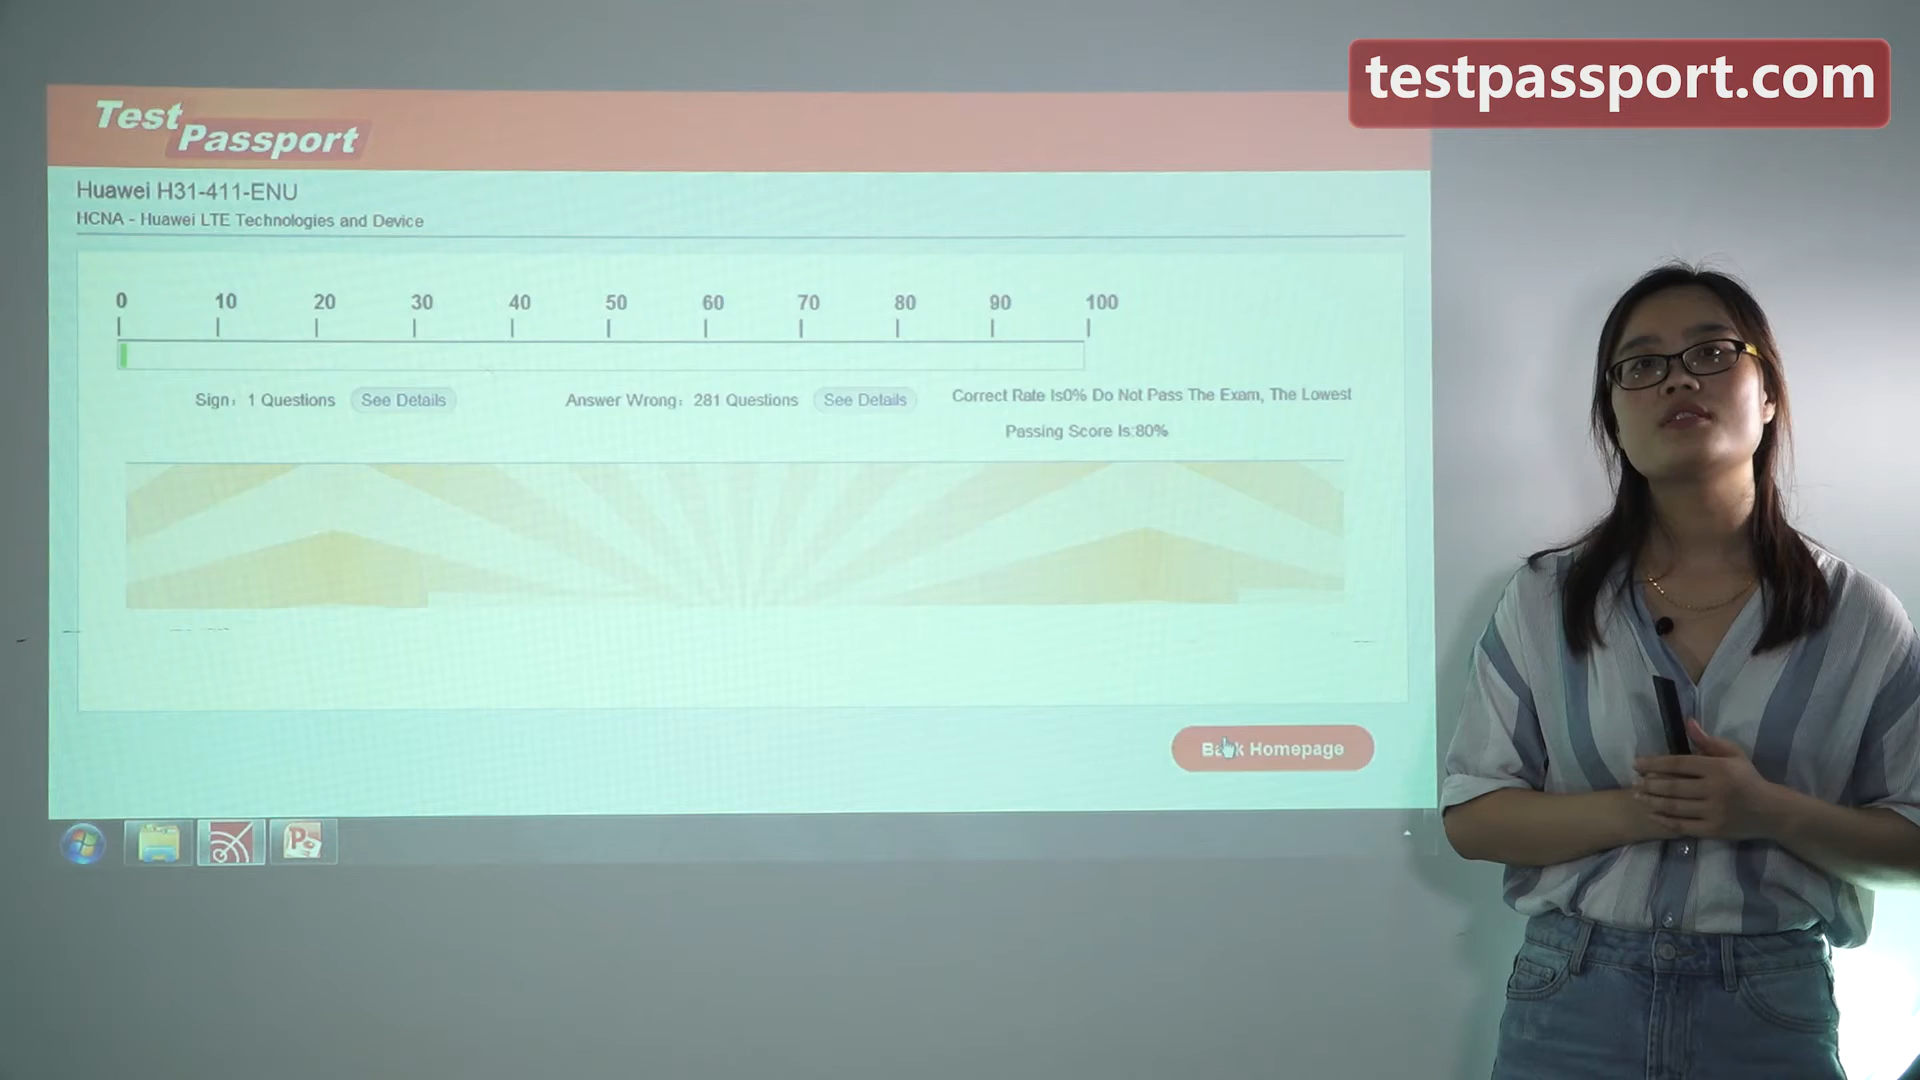 testpassport.com
Test
Passport
Huawei H31-411-ENU
HCNA - Huawei LTE Technologies and Device
0 10 20 30 40 50 60 70 80 90 100
Sign: 1 Questions See Details Answer Wrong: 281 Questions See Details Correct Rate Is0% Do Not Pass The Exam, The Lowest
Passing Score Is:80%
Back Homepage